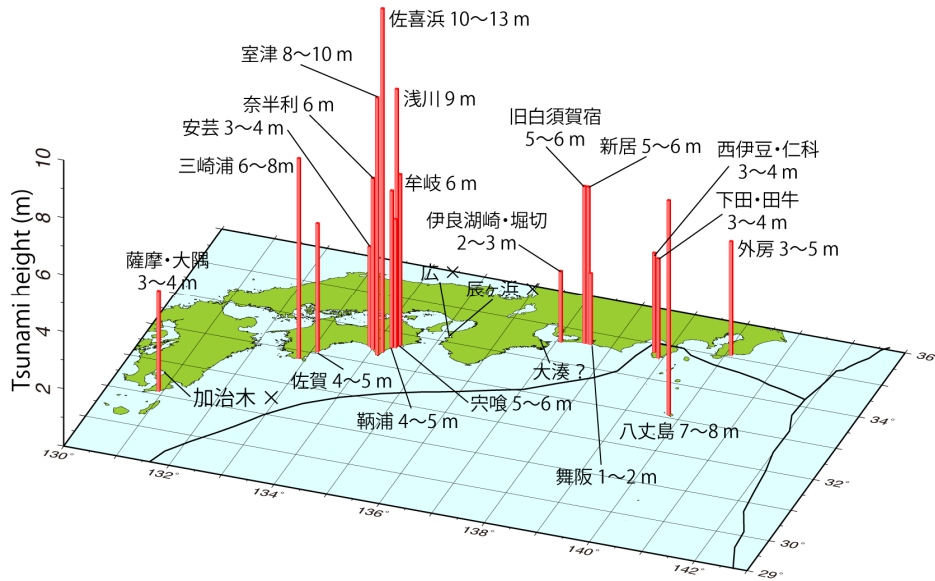 佐喜浜 10〜13 m
室津 8〜10 m
奈半利 6 m
浅川 9 m
安芸 3〜4 m
旧白須賀宿
5〜6 m
新居 5〜6 m
西伊豆・仁科
3〜4 m
三崎浦 6〜8m
牟岐 6 m
下田・田牛
3〜4 m
伊良湖崎・堀切
2〜3 m
外房 3〜5 m
薩摩・大隅
3〜4 m
広 ×
辰ヶ浜 ×
大湊 ?
佐賀 4〜5 m
加治木 ×
宍喰 5〜6 m
鞆浦 4〜5 m
八丈島 7〜8 m
舞阪 1〜2 m
Tsunami height (m)
10
8
6
4
2
130°
132°
134°
136°
138°
140°
142°
29°
30°
32°
34°
36°